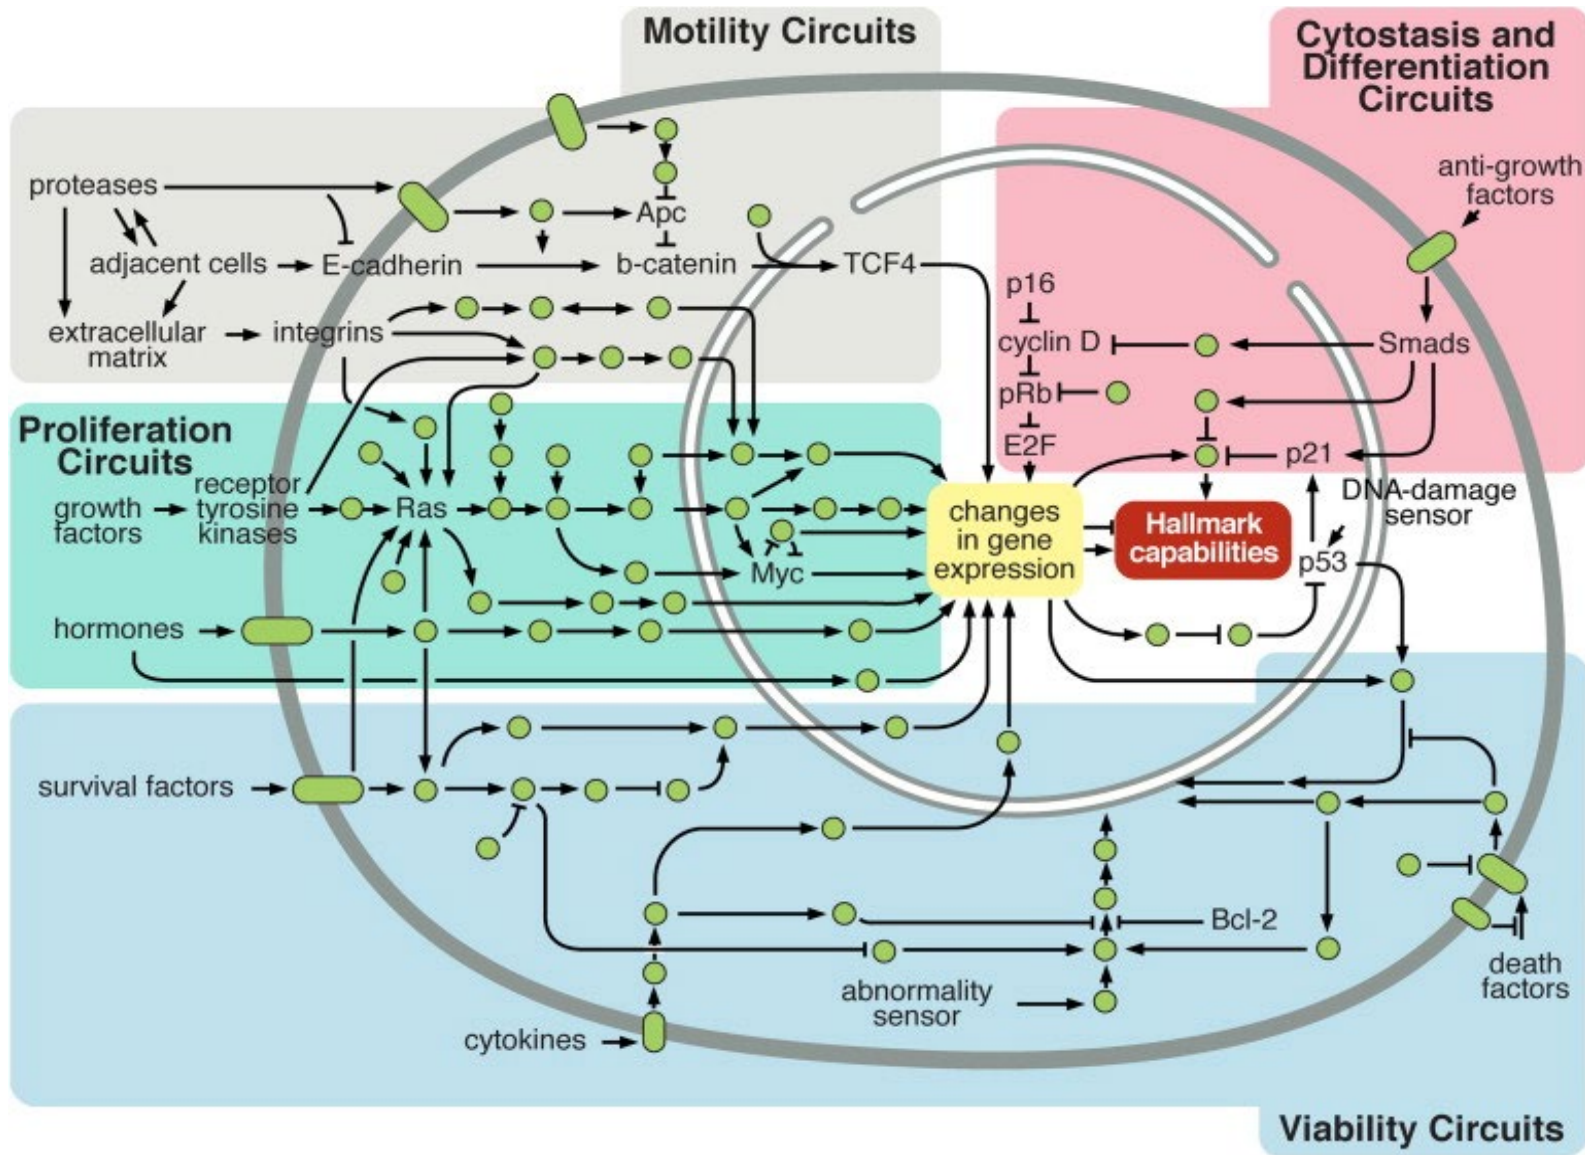 Motility Circuits
Cytostasis and
Differentiation
Circuits
proteases
adjacent cells
E-cadherin
extracellular
matrix
integrins
Apc
b-catenin
TCF4
anti-growth
factors
p16
cyclin D
pRb
E2F
Smads
p21
DNA-damage
sensor
p53
Proliferation
Circuits
growth
factors
receptor
tyrosine
kinases
Ras
Myc
hormones
changes
in gene
expression
Hallmark
capabilities
survival factors
cytokines
abnormality
sensor
Bcl-2
death
factors
Viability Circuits